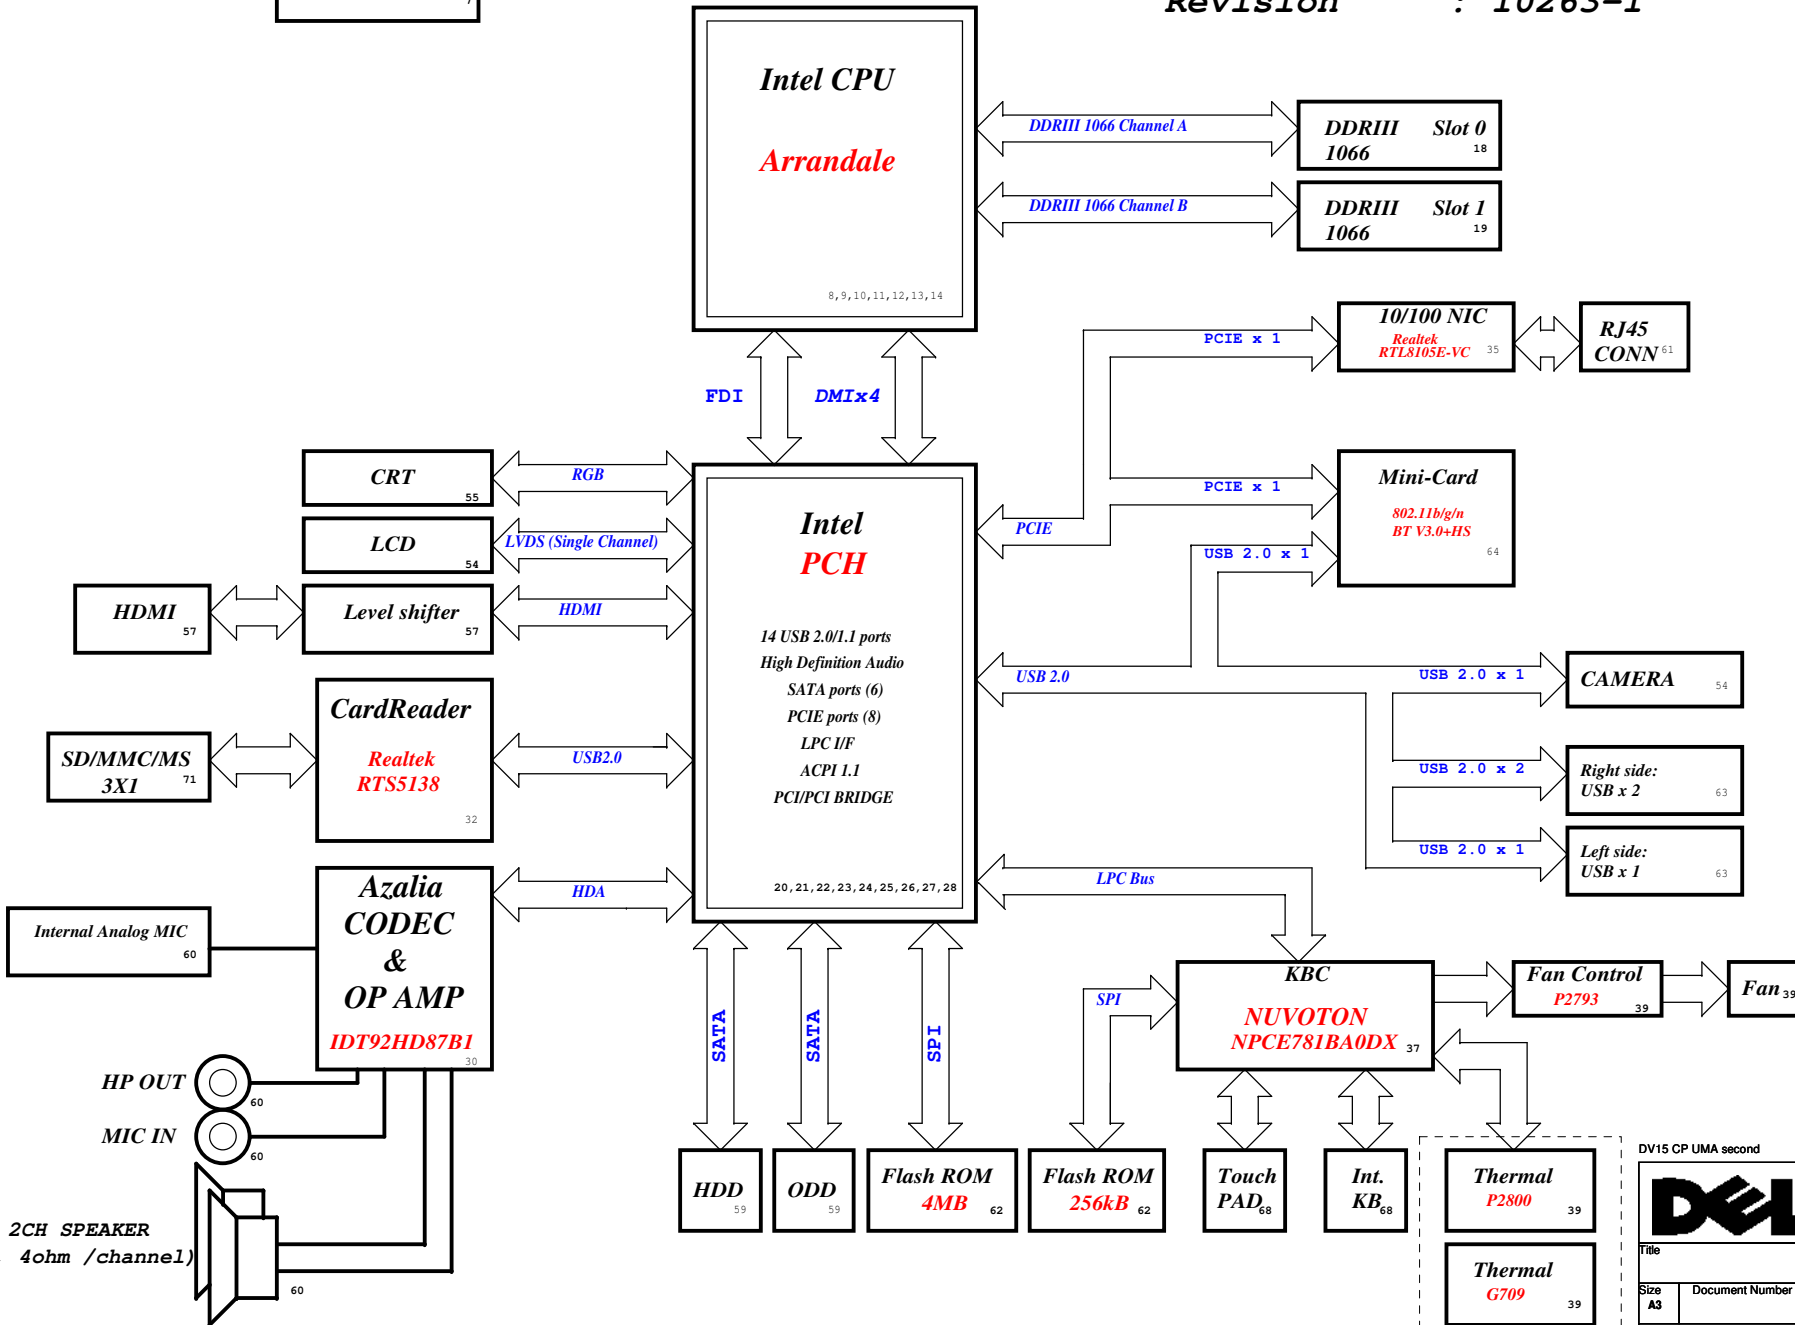 Revision : 10263-1
Intel CPU
Arrandale
8,9,10,11,12,13,14
DDRIII 1066 Channel A
DDRIII Slot 0
1066
18
DDRIII 1066 Channel B
DDRIII Slot 1
1066
19
FDI
DMIx4
PCIE x 1
10/100 NIC
Realtek
RTL8105E-VC
35
RJ45
CONN
61
CRT
55
RGB
LCD
54
LVDS (Single Channel)
HDMI
57
Level shifter
57
HDMI
Intel
PCH
14 USB 2.0/1.1 ports
High Definition Audio
SATA ports (6)
PCIE ports (8)
LPC I/F
ACPI 1.1
PCI/PCI BRIDGE
20,21,22,23,24,25,26,27,28
PCIE
PCIE x 1
USB 2.0 x 1
Mini-Card
802.11b/g/n
BT V3.0+HS
64
USB 2.0
USB 2.0 x 1
CAMERA
54
USB 2.0 x 2
Right side:
USB x 2
63
USB 2.0 x 1
Left side:
USB x 1
63
SD/MMC/MS
3X1
71
CardReader
Realtek
RTS5138
32
USB2.0
Azalia
CODEC
&
OP AMP
IDT92HD87B1
30
HDA
Internal Analog MIC
60
HP OUT
60
MIC IN
60
2CH SPEAKER
4ohm /channel)
60
LPC Bus
SATA
SATA
SPI
SPI
KBC
NUVOTON
NPCE781BA0DX
37
Fan Control
P2793
39
Fan
39
HDD
59
ODD
59
Flash ROM
4MB
62
Flash ROM
256kB
62
Touch
PAD
68
Int.
KB
68
Thermal
P2800
39
Thermal
G709
39
DV15 CP UMA second
DELL
Title
Size
A3
Document Number